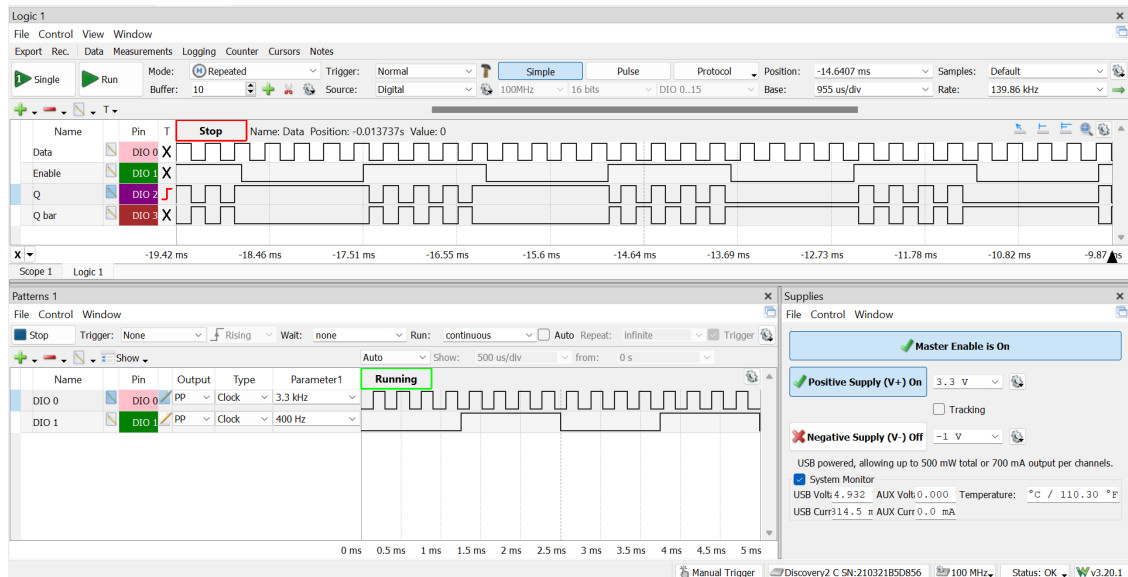 Logic 1
File Control View Window
Export Rec. Data Measurements Logging Counter Cursors Notes
Single Run Mode: Repeated Trigger: Normal Simple Pulse Protocol Position: -14.6407 ms Samples: Default
Buffer: 10 Source: Digital 100MHz 16 bits DIO 0..15 Base: 955 us/div Rate: 139.86 kHz
T
Name Pin T Stop Name: Data Position: -0.013737s Value: 0
Data DIO 0 X
Enable DIO 1 X
Q DIO 2
Q bar DIO 3 X
X -19.42 ms -18.46 ms -17.51 ms -16.55 ms -15.6 ms -14.64 ms -13.69 ms -12.73 ms -11.78 ms -10.82 ms -9.87
Scope 1 Logic 1
Patterns 1
File Control Window
Stop Trigger: None Rising Wait: none Run: continuous Auto Repeat: infinite Trigger
Show Auto Show: 500 us/div from: 0 s
Name Pin Output Type Parameter1 Running
DIO 0 DIO 0 PP Clock 3.3 kHz
DIO 1 DIO 1 PP Clock 400 Hz
0 ms 0.5 ms 1 ms 1.5 ms 2 ms 2.5 ms 3 ms 3.5 ms 4 ms 4.5 ms 5 ms
Supplies
File Control Window
Master Enable is On
Positive Supply (V+) On 3.3 V
Tracking
Negative Supply (V-) Off -1 V
USB powered, allowing up to 500 mW total or 700 mA output per channels.
System Monitor
USB Volt: 4.932 AUX Volt: 0.000 Temperature: °C / 110.30 °F
USB Curr: 314.5 m AUX Curr: 0.0 mA
Manual Trigger Discovery2 C SN:210321B5D856 100 MHz Status: OK v3.20.1